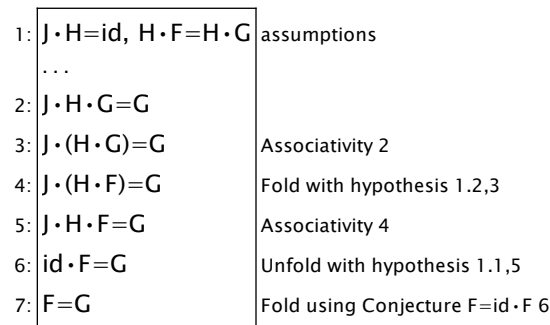 1: J·H=id, H·F=H·G assumptions
...
2: J·H·G=G
3: J·(H·G)=G Associativity 2
4: J·(H·F)=G Fold with hypothesis 1.2,3
5: J·H·F=G Associativity 4
6: id·F=G Unfold with hypothesis 1.1,5
7: F=G Fold using Conjecture F=id·F 6